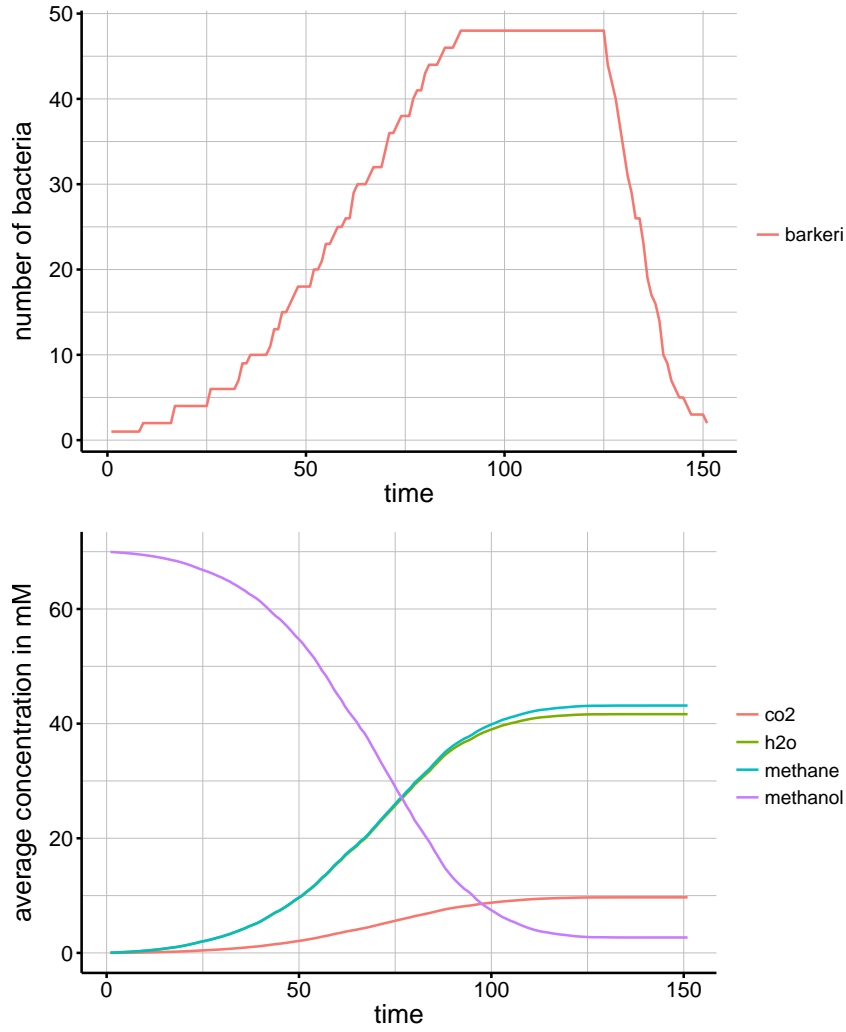 number of bacteria
50
40
30
20
10
0
0 50 100 150
time
barkeri
average concentration in mM
60
40
20
0
0 50 100 150
time
co2
h2o
methane
methanol